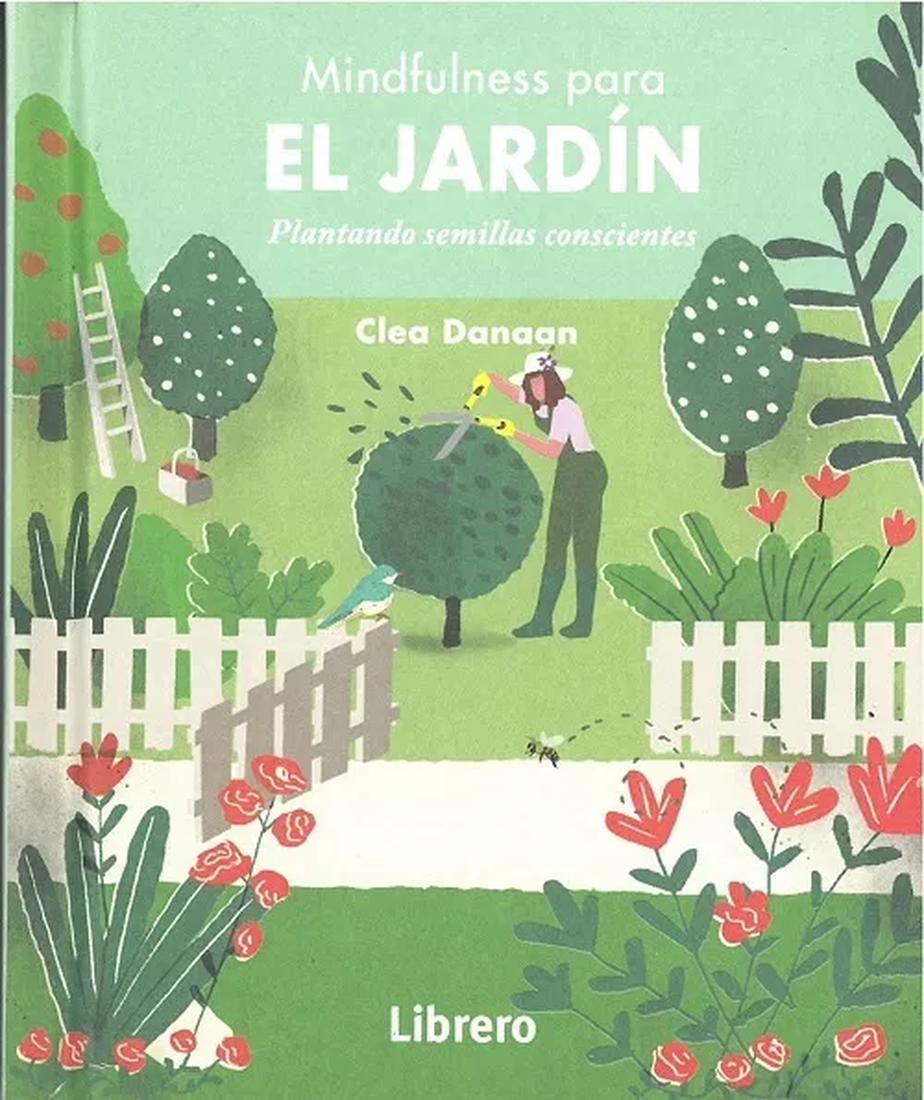 Mindfulness para
EL JARDÍN
Plantando semillas conscientes
Clea Danaan
Librero